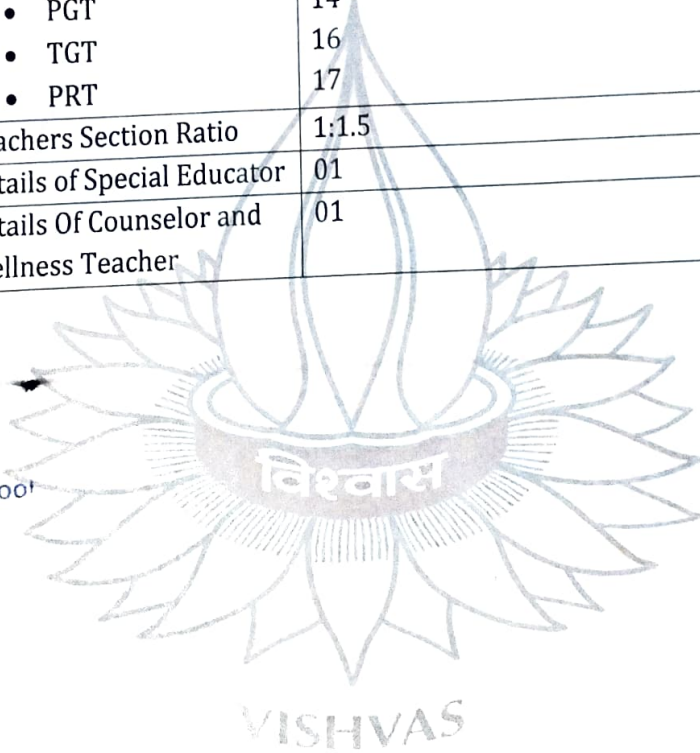 • PGT 14
• TGT 16
• PRT 17
achers Section Ratio 1:1.5
tails of Special Educator 01
tails Of Counselor and 01
ellness Teacher
विश्वास
ool
VISHVAS